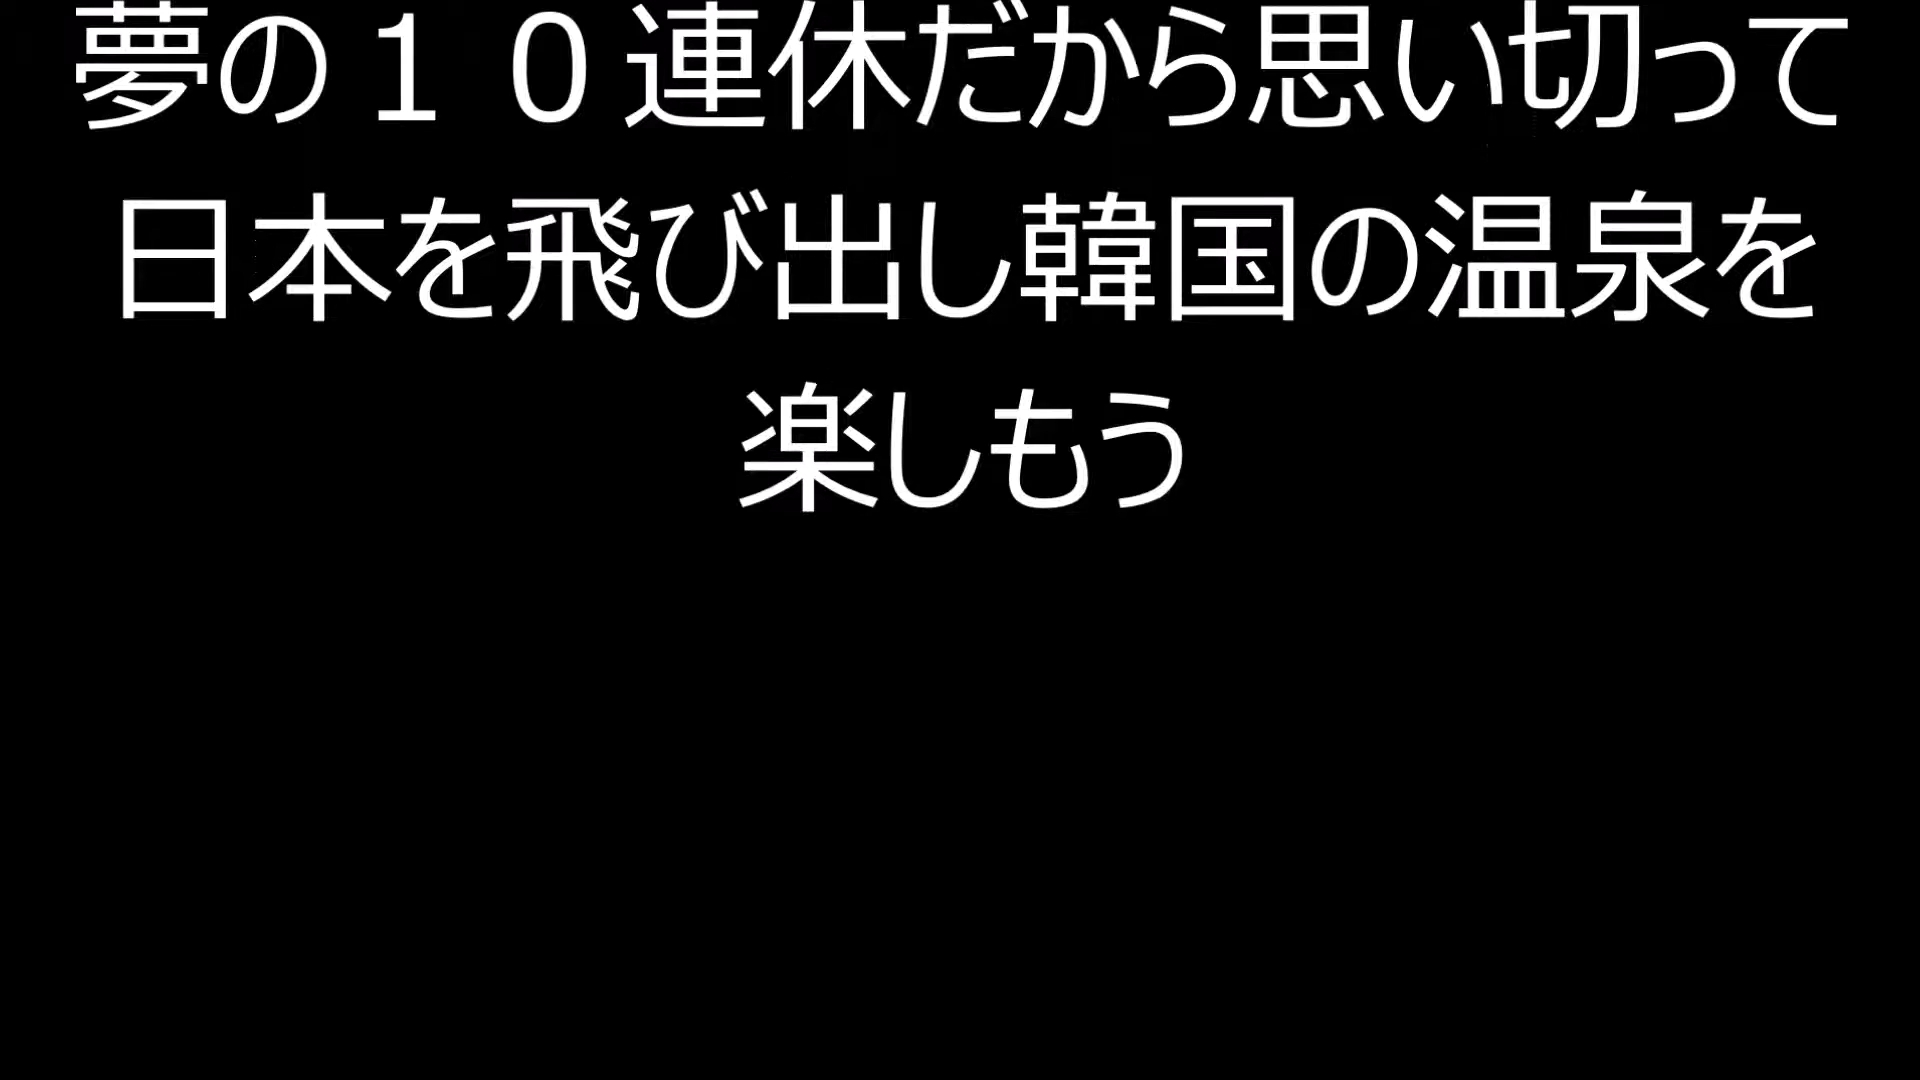 夢の１０連休だから思い切って
日本を飛び出し韓国の温泉を
楽しもう